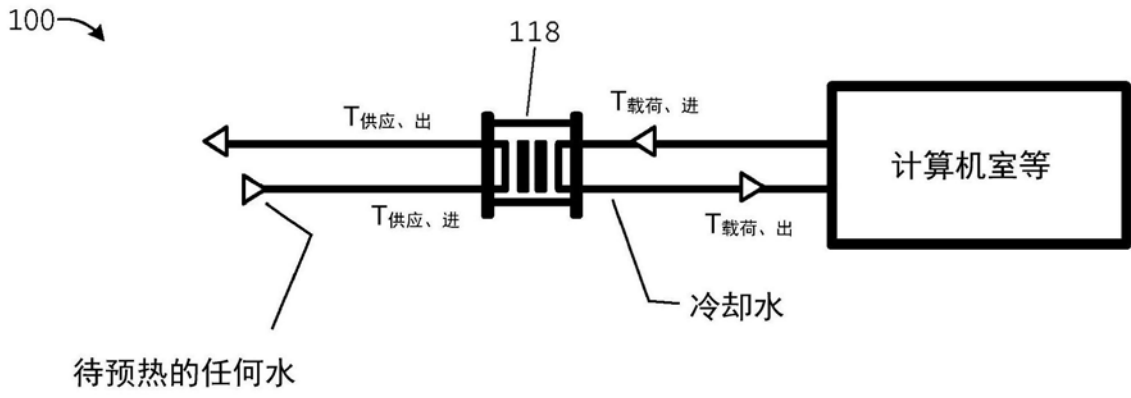 100
118
T供应、出
T载荷、进
计算机室等
T供应、进
T载荷、出
冷却水
待预热的任何水